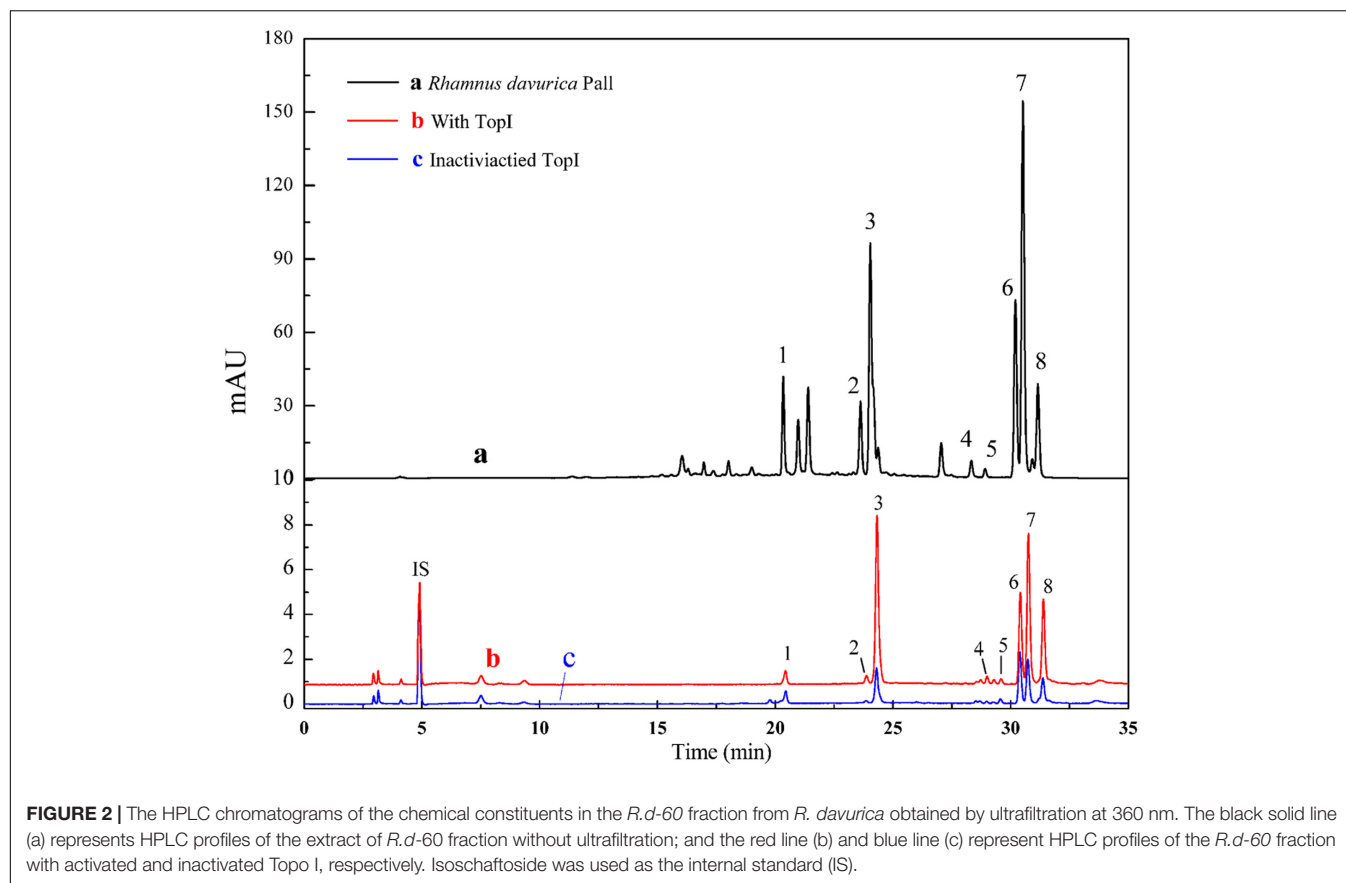 180
150
120
90
60
30
10
8
6
4
2
0
mAU
a Rhamnus davurica Pall
b With TopI
c Inactiviactied TopI
1
2
3
4
5
6
7
8
a
IS
b
c
1
2
3
4
5
6
7
8
0 5 10 15 20 25 30 35
Time (min)
FIGURE 2 | The HPLC chromatograms of the chemical constituents in the R.d-60 fraction from R. davurica obtained by ultrafiltration at 360 nm. The black solid line
(a) represents HPLC profiles of the extract of R.d-60 fraction without ultrafiltration; and the red line (b) and blue line (c) represent HPLC profiles of the R.d-60 fraction
with activated and inactivated Topo I, respectively. Isoschaftoside was used as the internal standard (IS).